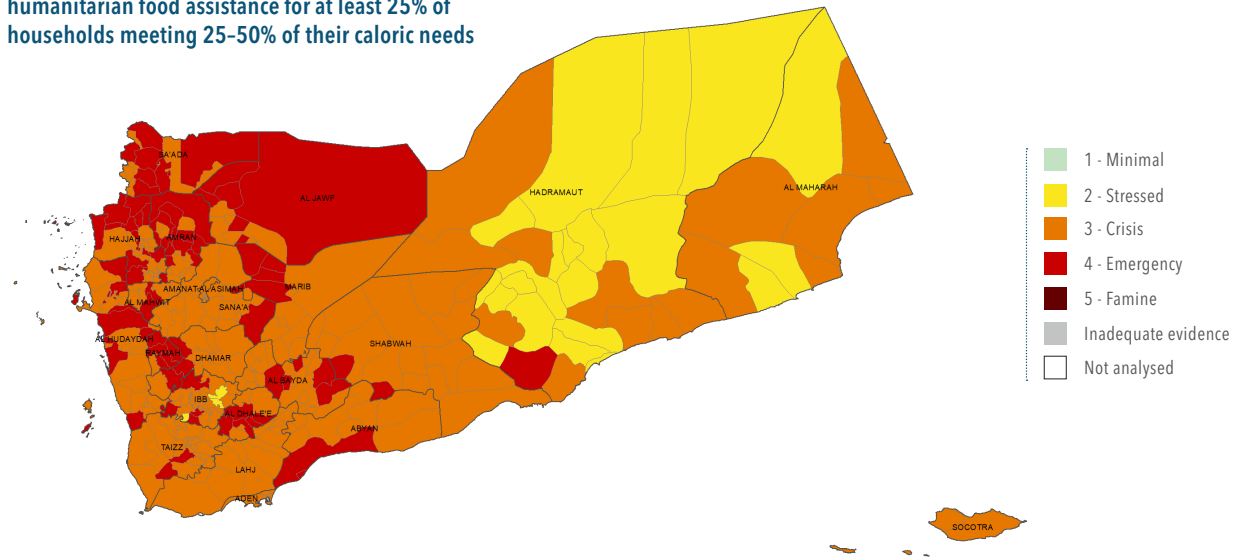 humanitarian food assistance for at least 25% of
households meeting 25–50% of their caloric needs
SA'ADA
AL JAWF
HADRAMAUT
AL MAHARAH
HAJJAH
AMRAN
AMANAT AL ASIMAH
MARIB
AL MAHWIT
SANA'A
AL HUDAYDAH
RAYMAH
DHAMAR
SHABWAH
AL BAYDA
IBB
AL DHALE'E
ABYAN
TAIZZ
LAHJ
ADEN
SOCOTRA
1 - Minimal
2 - Stressed
3 - Crisis
4 - Emergency
5 - Famine
Inadequate evidence
Not analysed